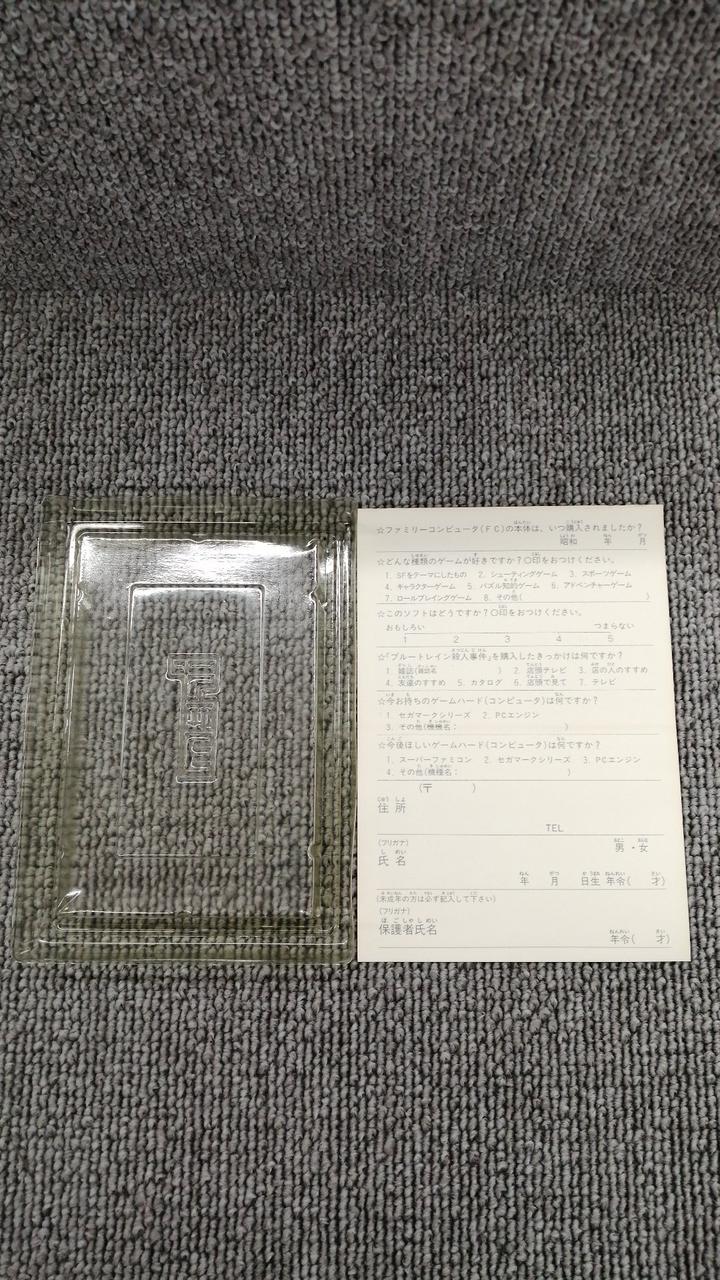 ☆ファミリーコンピュータ(FC)の本体は、いつ購入されましたか?
昭和 年 月
☆どんな種類のゲームが好きですか?○印をおつけください。
1. SFをテーマにしたもの 2. シューティングゲーム 3. スポーツゲーム
4. キャラクターゲーム 5. パズル知的ゲーム 6. アドベンチャーゲーム
7. ロールプレイングゲーム 8. その他( )
☆このソフトはどうですか?○印をおつけください。
おもしろい つまらない
1 2 3 4 5
☆「ブルートレイン殺人事件」を購入したきっかけは何ですか?
1. 雑誌(雑誌名 ) 2. 店頭テレビ 3. 店の人のすすめ
4. 友達のすすめ 5. カタログ 6. 店頭で見て 7. テレビ
☆今お持ちのゲームハード(コンピュータ)は何ですか?
1. セガマークシリーズ 2. PCエンジン
3. その他(機種名: )
☆今後ほしいゲームハード(コンピュータ)は何ですか?
1. スーパーファミコン 2. セガマークシリーズ 3. PCエンジン
4. その他(機種名: )
(〒 )
住所
TEL
(フリガナ)
氏名 男・女
年 月 日生 年令( 才)
(未成年の方は必ず記入して下さい)
(フリガナ)
保護者氏名 年令( 才)